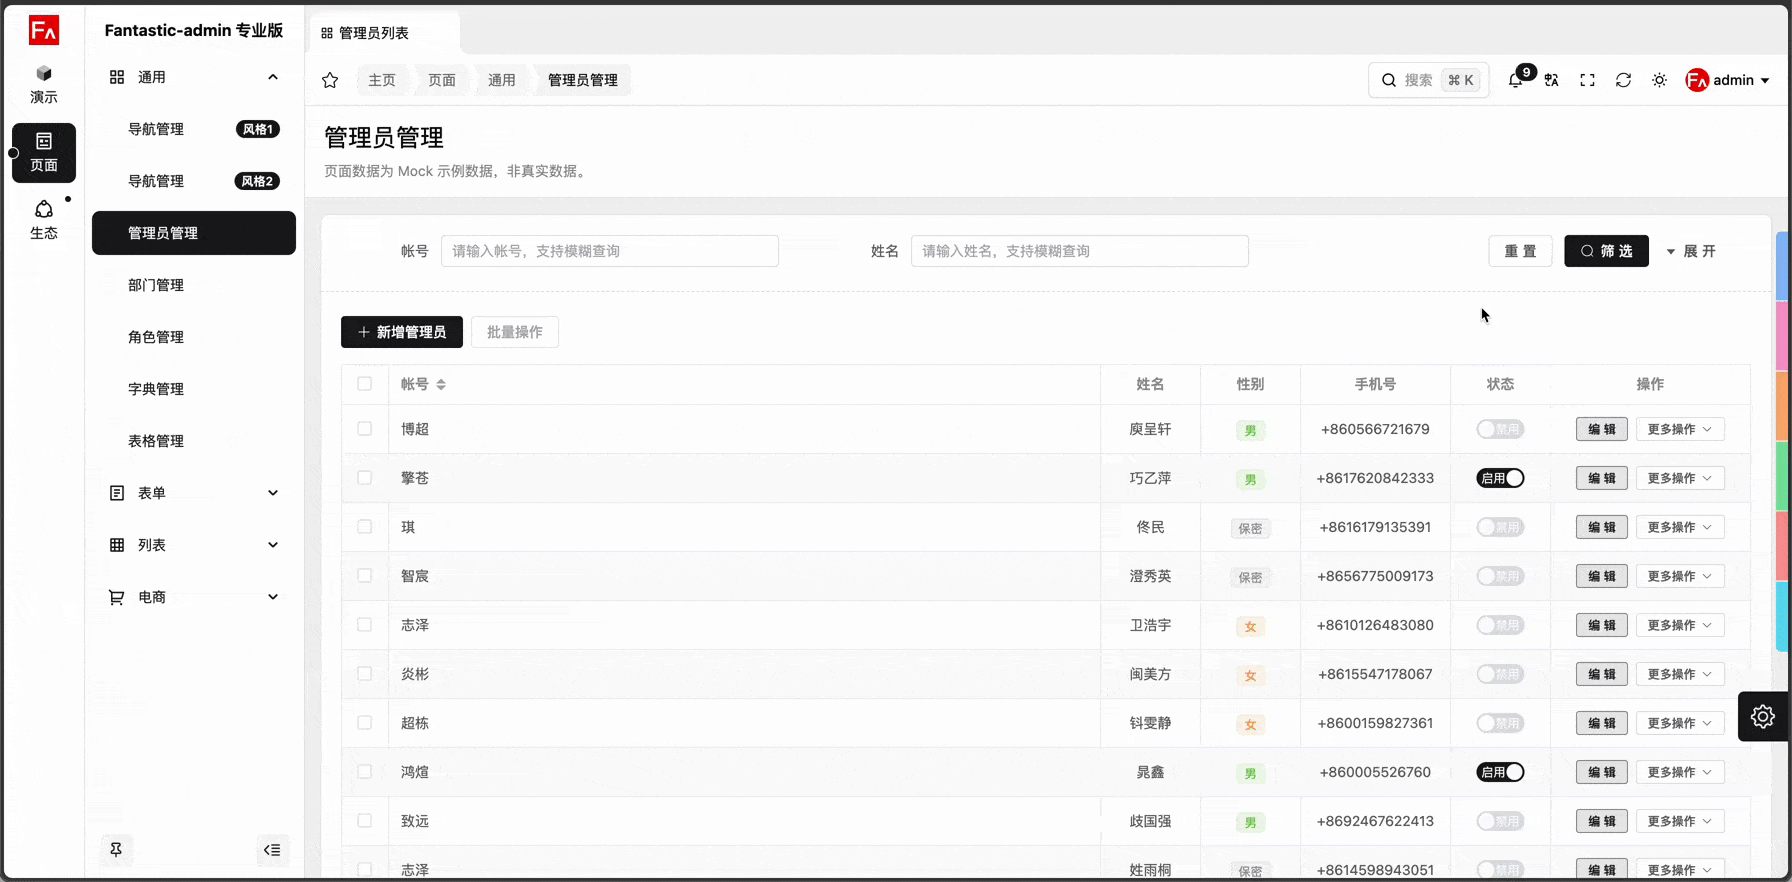 Fantastic-admin 专业版
演示
页面
生态
通用
导航管理 风格1
导航管理 风格2
管理员管理
部门管理
角色管理
字典管理
表格管理
表单
列表
电商
管理员列表
主页 页面 通用 管理员管理
搜索 ⌘ K
9
admin
管理员管理
页面数据为 Mock 示例数据，非真实数据。
帐号 请输入帐号，支持模糊查询 姓名 请输入姓名，支持模糊查询 重 置 筛 选 展 开
新增管理员 批量操作
帐号 姓名 性别 手机号 状态 操作
博超 庾呈轩 男 +860566721679 禁用 编 辑 更多操作
擎苍 巧乙萍 男 +8617620842333 启用 编 辑 更多操作
琪 佟民 保密 +8616179135391 禁用 编 辑 更多操作
智宸 澄秀英 保密 +8656775009173 禁用 编 辑 更多操作
志泽 卫浩宇 女 +8610126483080 禁用 编 辑 更多操作
炎彬 闽美方 女 +8615547178067 禁用 编 辑 更多操作
超栋 钭雯静 女 +8600159827361 禁用 编 辑 更多操作
鸿煊 晁鑫 男 +860005526760 启用 编 辑 更多操作
致远 歧国强 男 +8692467622413 禁用 编 辑 更多操作
志泽 姓雨桐 保密 +8614598943051 禁用 编 辑 更多操作